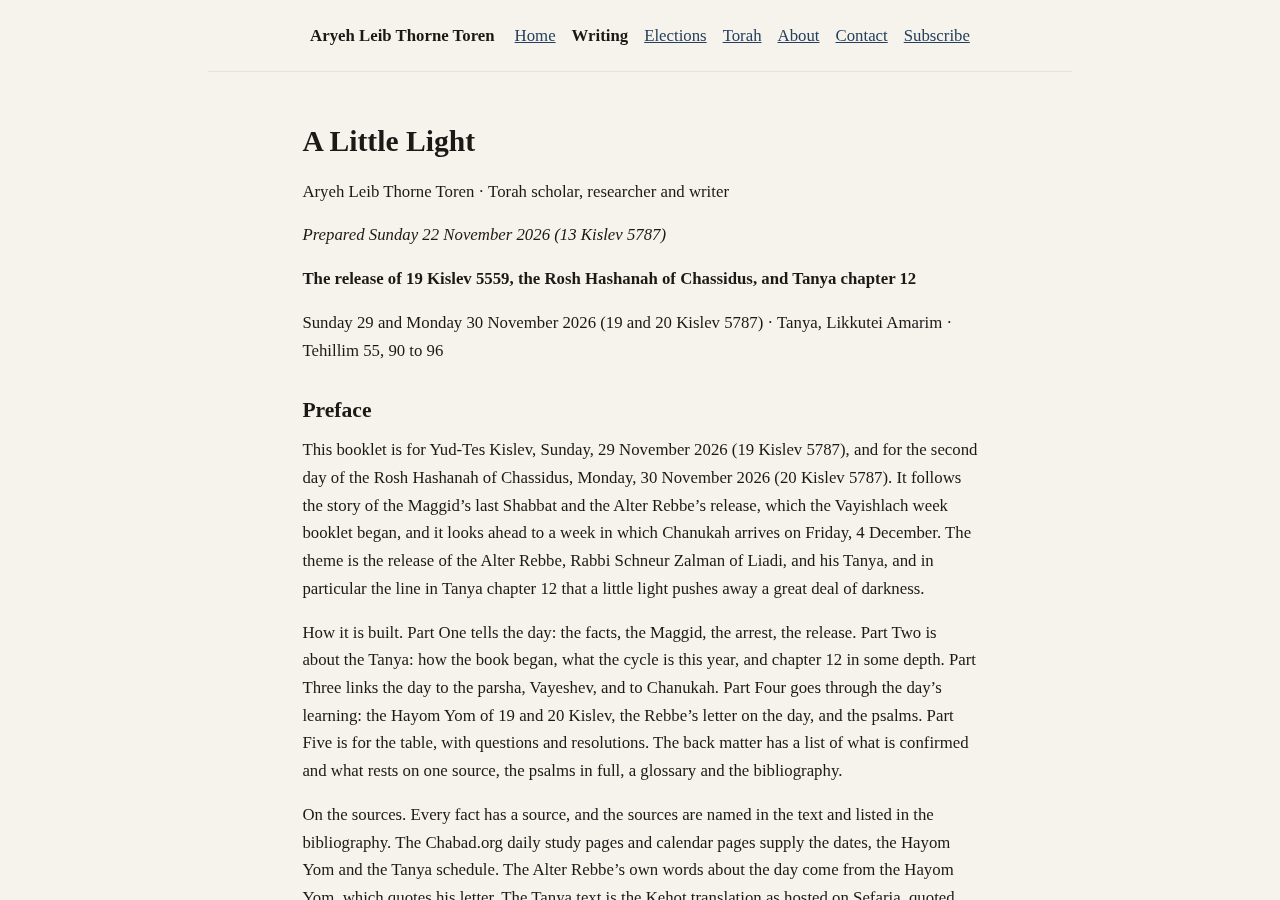 Aryeh Leib Thorne Toren Home Writing Elections Torah About Contact Subscribe
A Little Light
Aryeh Leib Thorne Toren · Torah scholar, researcher and writer
Prepared Sunday 22 November 2026 (13 Kislev 5787)
The release of 19 Kislev 5559, the Rosh Hashanah of Chassidus, and Tanya chapter 12
Sunday 29 and Monday 30 November 2026 (19 and 20 Kislev 5787) · Tanya, Likkutei Amarim ·
Tehillim 55, 90 to 96
Preface
This booklet is for Yud-Tes Kislev, Sunday, 29 November 2026 (19 Kislev 5787), and for the second
day of the Rosh Hashanah of Chassidus, Monday, 30 November 2026 (20 Kislev 5787). It follows
the story of the Maggid’s last Shabbat and the Alter Rebbe’s release, which the Vayishlach week
booklet began, and it looks ahead to a week in which Chanukah arrives on Friday, 4 December. The
theme is the release of the Alter Rebbe, Rabbi Schneur Zalman of Liadi, and his Tanya, and in
particular the line in Tanya chapter 12 that a little light pushes away a great deal of darkness.
How it is built. Part One tells the day: the facts, the Maggid, the arrest, the release. Part Two is
about the Tanya: how the book began, what the cycle is this year, and chapter 12 in some depth. Part
Three links the day to the parsha, Vayeshev, and to Chanukah. Part Four goes through the day’s
learning: the Hayom Yom of 19 and 20 Kislev, the Rebbe’s letter on the day, and the psalms. Part
Five is for the table, with questions and resolutions. The back matter has a list of what is confirmed
and what rests on one source, the psalms in full, a glossary and the bibliography.
On the sources. Every fact has a source, and the sources are named in the text and listed in the
bibliography. The Chabad.org daily study pages and calendar pages supply the dates, the Hayom
Yom and the Tanya schedule. The Alter Rebbe’s own words about the day come from the Hayom
Yom, which quotes his letter. The Tanya text is the Kehot translation as hosted on Sefaria, quoted